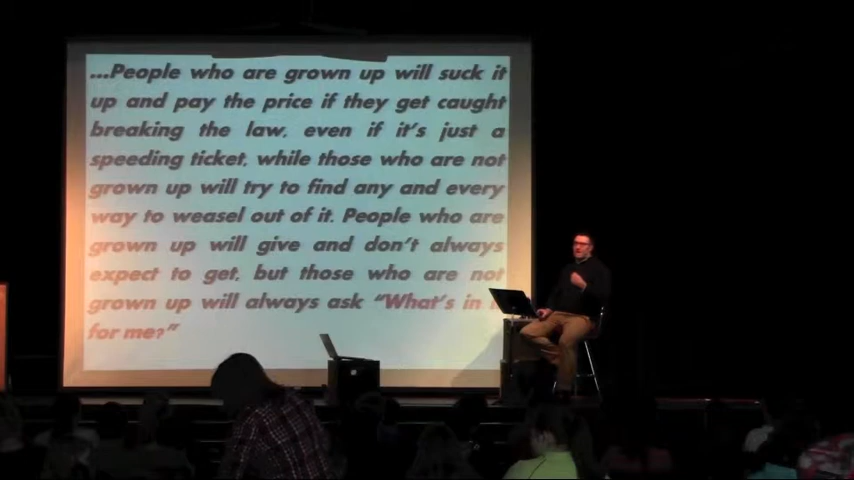 ...People who are grown up will suck it
up and pay the price if they get caught
breaking the law, even if it's just a
speeding ticket, while those who are not
grown up will try to find any and every
way to weasel out of it. People who are
grown up will give and don't always
expect to get, but those who are not
grown up will always ask “What's in
for me?”